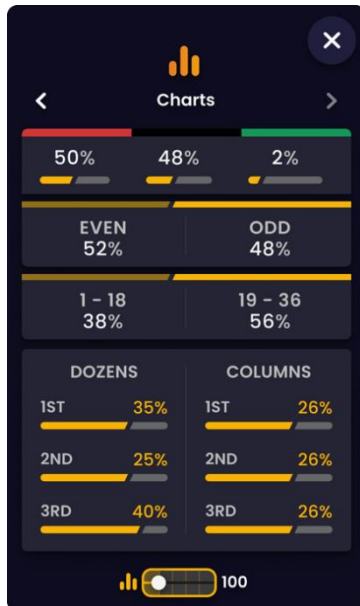 Charts
50% 48% 2%
EVEN ODD
52% 48%
1 - 18 19 - 36
38% 56%
DOZENS COLUMNS
1ST 35% 1ST 26%
2ND 25% 2ND 26%
3RD 40% 3RD 26%
100